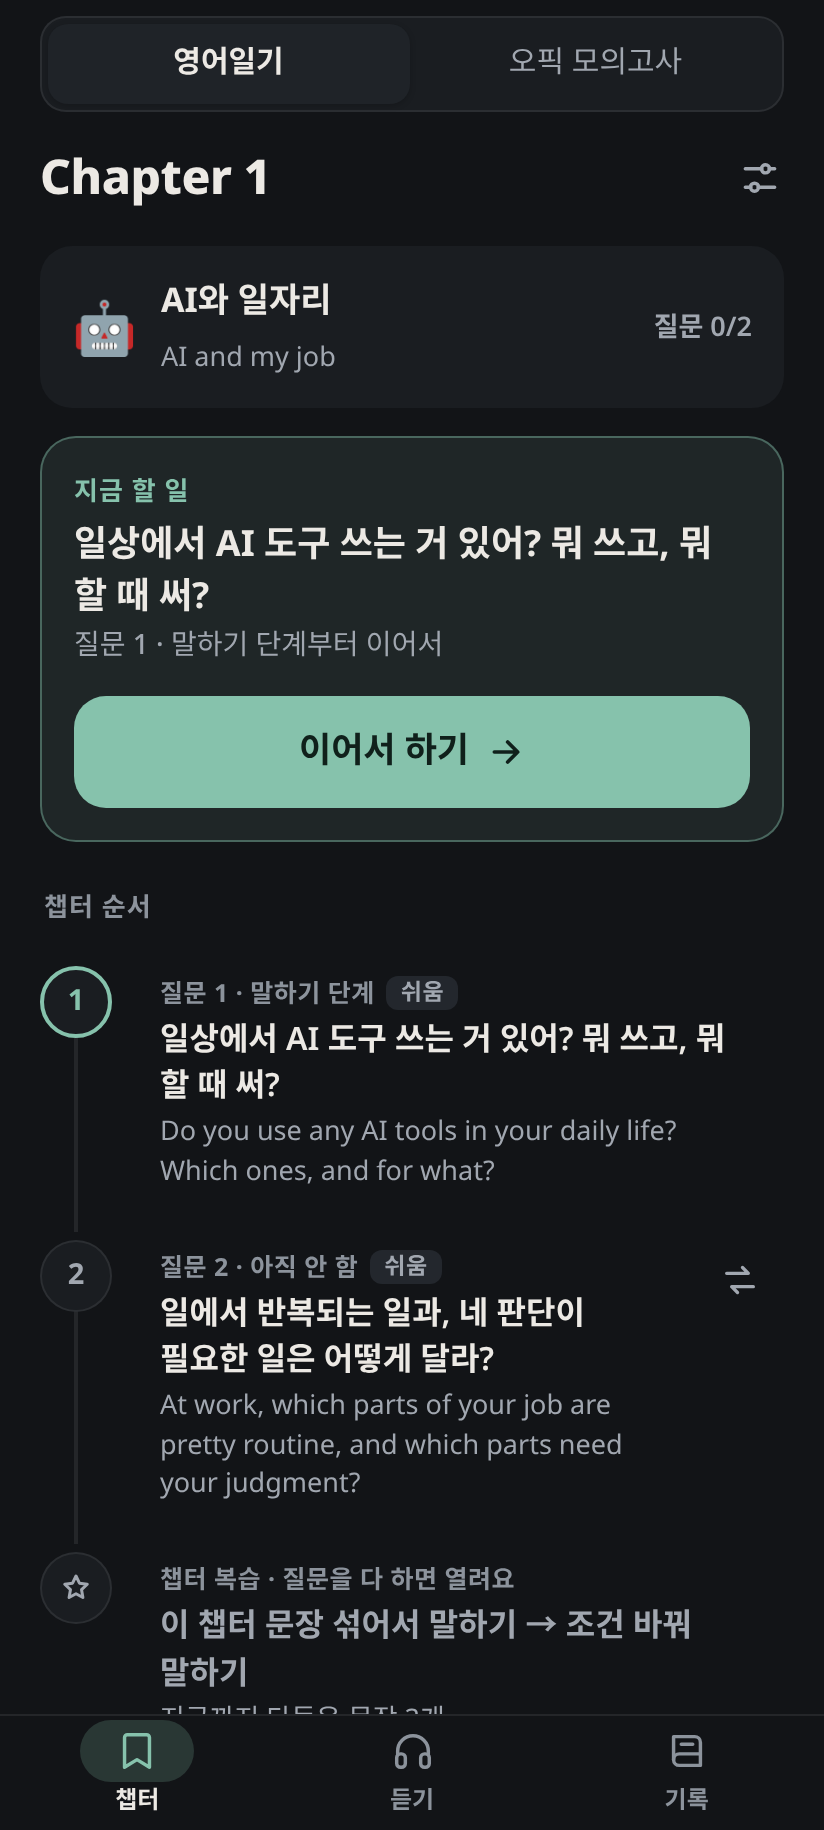 영어일기
오픽 모의고사
Chapter 1
AI와 일자리
AI and my job
질문 0/2
지금 할 일
일상에서 AI 도구 쓰는 거 있어? 뭐 쓰고, 뭐
할 때 써?
질문 1 · 말하기 단계부터 이어서
이어서 하기 →
챕터 순서
1
질문 1 · 말하기 단계 쉬움
일상에서 AI 도구 쓰는 거 있어? 뭐 쓰고, 뭐
할 때 써?
Do you use any AI tools in your daily life?
Which ones, and for what?
2
질문 2 · 아직 안 함 쉬움
일에서 반복되는 일과, 네 판단이
필요한 일은 어떻게 달라?
At work, which parts of your job are
pretty routine, and which parts need
your judgment?
챕터 복습 · 질문을 다 하면 열려요
이 챕터 문장 섞어서 말하기 → 조건 바꿔
말하기
챕터
듣기
기록